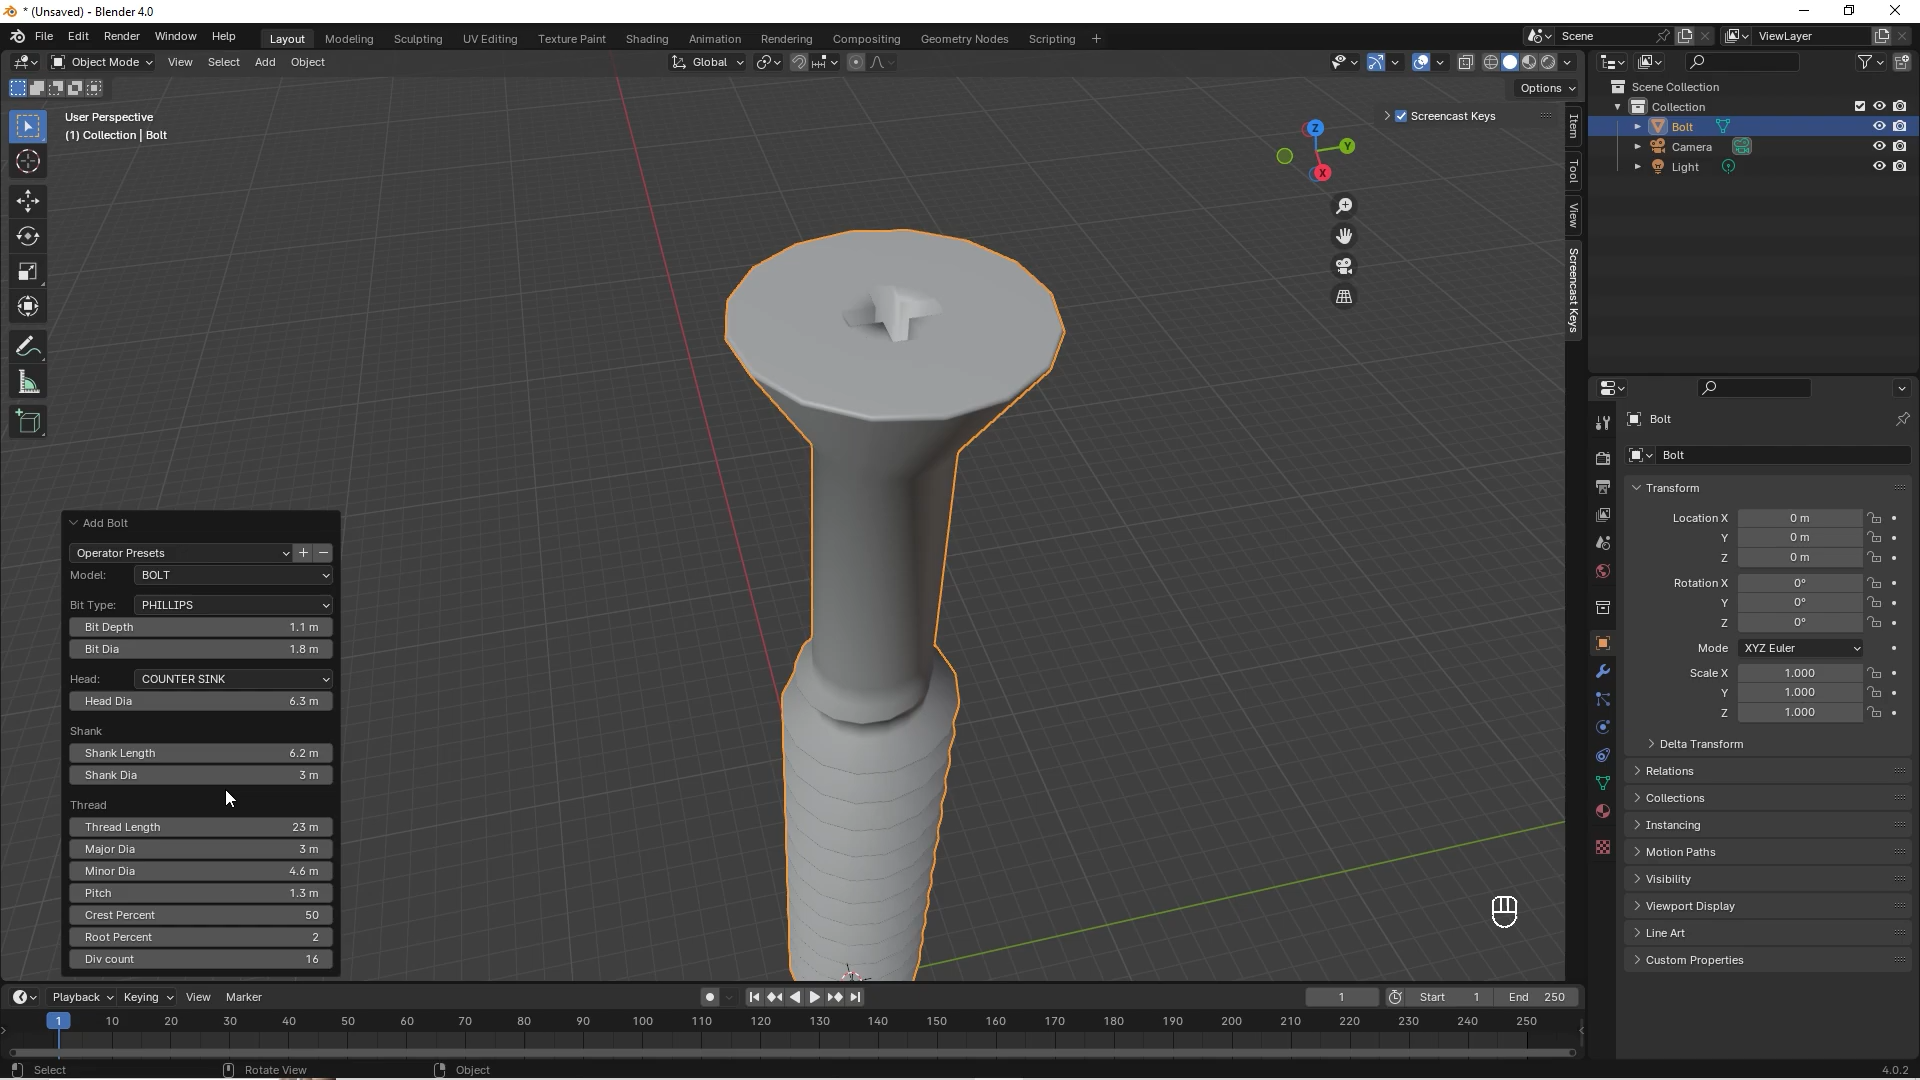 * (Unsaved) - Blender 4.0
File Edit Render Window Help
Layout Modeling Sculpting UV Editing Texture Paint Shading Animation Rendering Compositing Geometry Nodes Scripting +
Scene
ViewLayer
Object Mode View Select Add Object
Global
Options
User Perspective
(1) Collection | Bolt
Screencast Keys
Z
Y
X
Item
Tool
View
Screencast Keys
Scene Collection
Collection
Bolt
Camera
Light
Add Bolt
Operator Presets
Model: BOLT
Bit Type: PHILLIPS
Bit Depth 1.1 m
Bit Dia 1.8 m
Head: COUNTER SINK
Head Dia 6.3 m
Shank
Shank Length 6.2 m
Shank Dia 3 m
Thread
Thread Length 23 m
Major Dia 3 m
Minor Dia 4.6 m
Pitch 1.3 m
Crest Percent 50
Root Percent 2
Div count 16
Bolt
Bolt
Transform
Location X 0 m
Y 0 m
Z 0 m
Rotation X 0°
Y 0°
Z 0°
Mode XYZ Euler
Scale X 1.000
Y 1.000
Z 1.000
Delta Transform
Relations
Collections
Instancing
Motion Paths
Visibility
Viewport Display
Line Art
Custom Properties
Playback Keying View Marker
1 Start 1 End 250
1 10 20 30 40 50 60 70 80 90 100 110 120 130 140 150 160 170 180 190 200 210 220 230 240 250
Select Rotate View Object 4.0.2